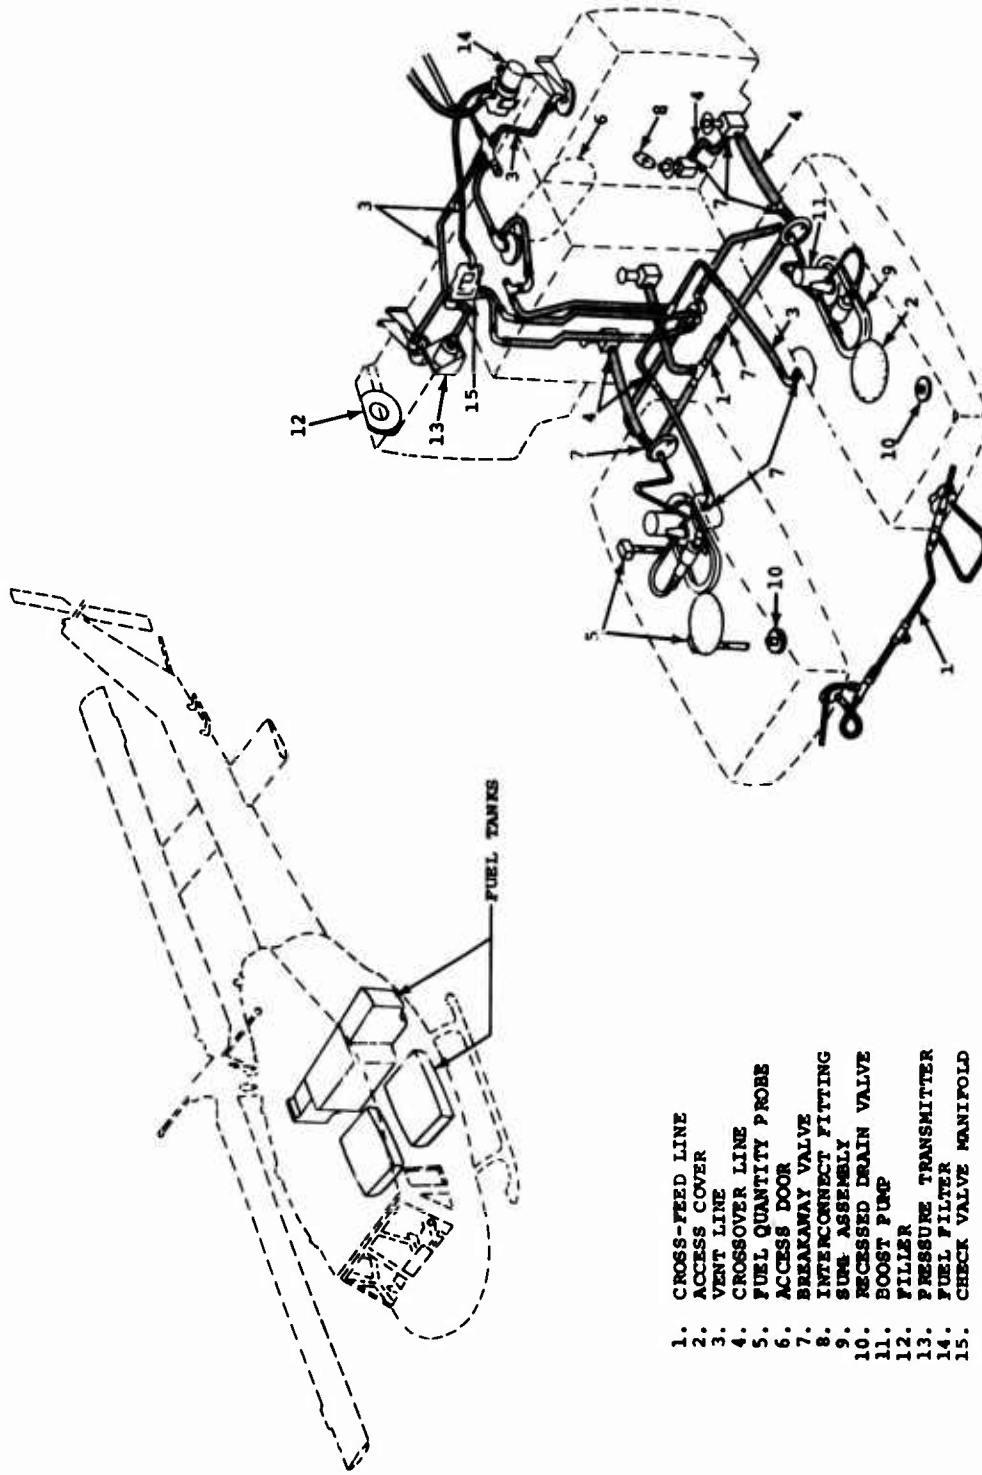 FUEL TANKS
12
13
15
3
14
3
6
8
4
4
7
11
9
2
4
7
1
7
3
10
7
5
10
1
1. CROSS-FEED LINE
2. ACCESS COVER
3. VENT LINE
4. CROSSOVER LINE
5. FUEL QUANTITY PROBE
6. ACCESS DOOR
7. BREAKAWAY VALVE
8. INTERCONNECT FITTING
9. SUMP ASSEMBLY
10. RECESSED DRAIN VALVE
11. BOOST PUMP
12. FILLER
13. PRESSURE TRANSMITTER
14. FUEL FILTER
15. CHECK VALVE MANIFOLD